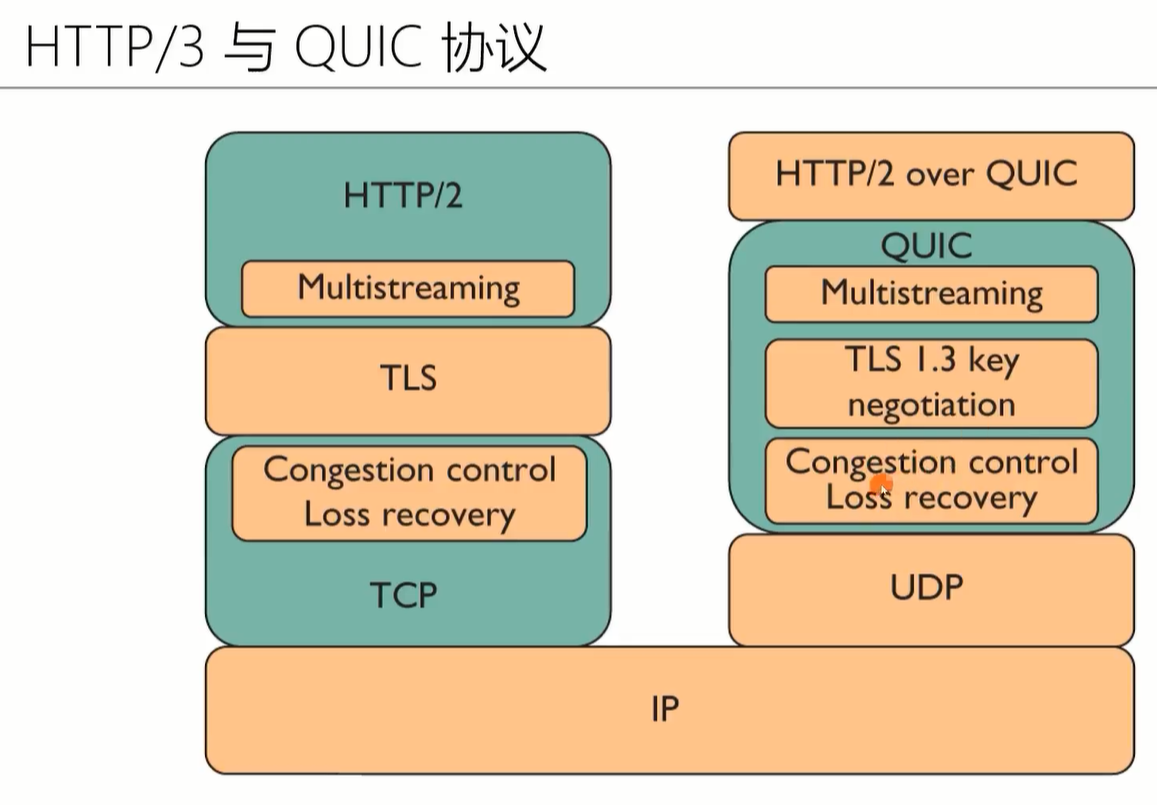 HTTP/3 与 QUIC 协议
HTTP/2
Multistreaming
TLS
Congestion control
Loss recovery
TCP
HTTP/2 over QUIC
QUIC
Multistreaming
TLS 1.3 key
negotiation
Congestion control
Loss recovery
UDP
IP